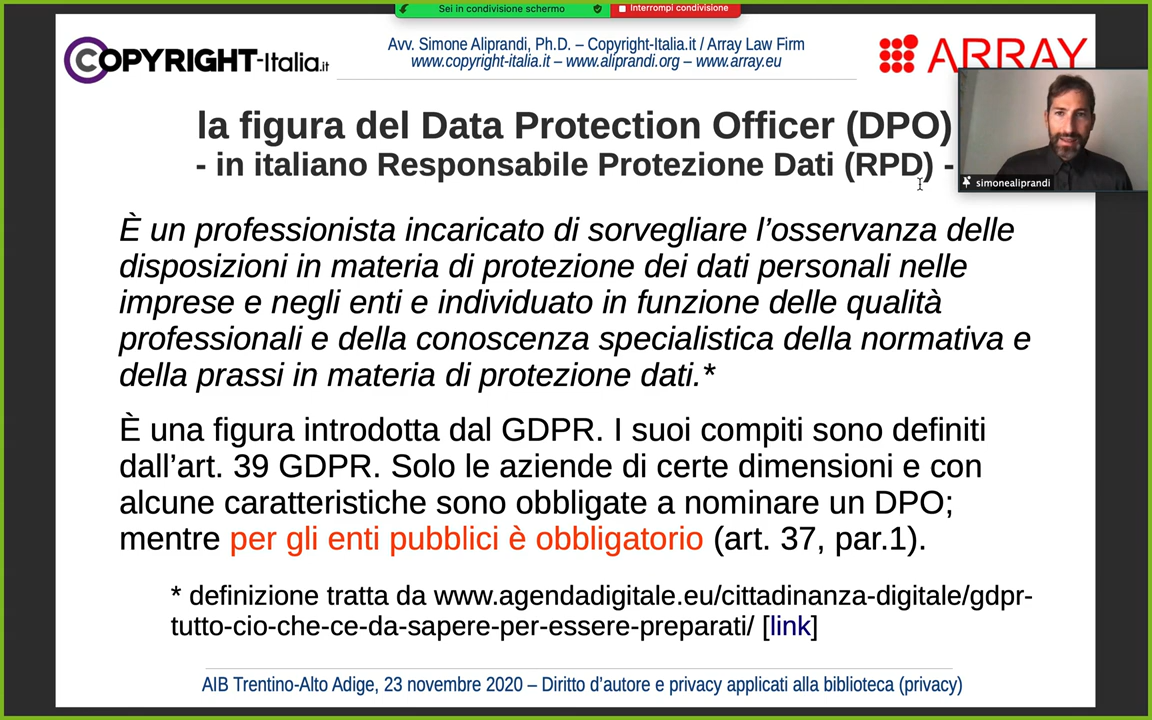 Sei in condivisione schermo
Interrompi condivisione
COPYRIGHT-Italia.it
Avv. Simone Aliprandi, Ph.D. – Copyright-Italia.it / Array Law Firm
www.copyright-italia.it – www.aliprandi.org – www.array.eu
ARRAY
la figura del Data Protection Officer (DPO)
- in italiano Responsabile Protezione Dati (RPD) -
simonealiprandi
È un professionista incaricato di sorvegliare l’osservanza delle
disposizioni in materia di protezione dei dati personali nelle
imprese e negli enti e individuato in funzione delle qualità
professionali e della conoscenza specialistica della normativa e
della prassi in materia di protezione dati.*
È una figura introdotta dal GDPR. I suoi compiti sono definiti
dall’art. 39 GDPR. Solo le aziende di certe dimensioni e con
alcune caratteristiche sono obbligate a nominare un DPO;
mentre per gli enti pubblici è obbligatorio (art. 37, par.1).
* definizione tratta da www.agendadigitale.eu/cittadinanza-digitale/gdpr-
tutto-cio-che-ce-da-sapere-per-essere-preparati/ [link]
AIB Trentino-Alto Adige, 23 novembre 2020 – Diritto d’autore e privacy applicati alla biblioteca (privacy)